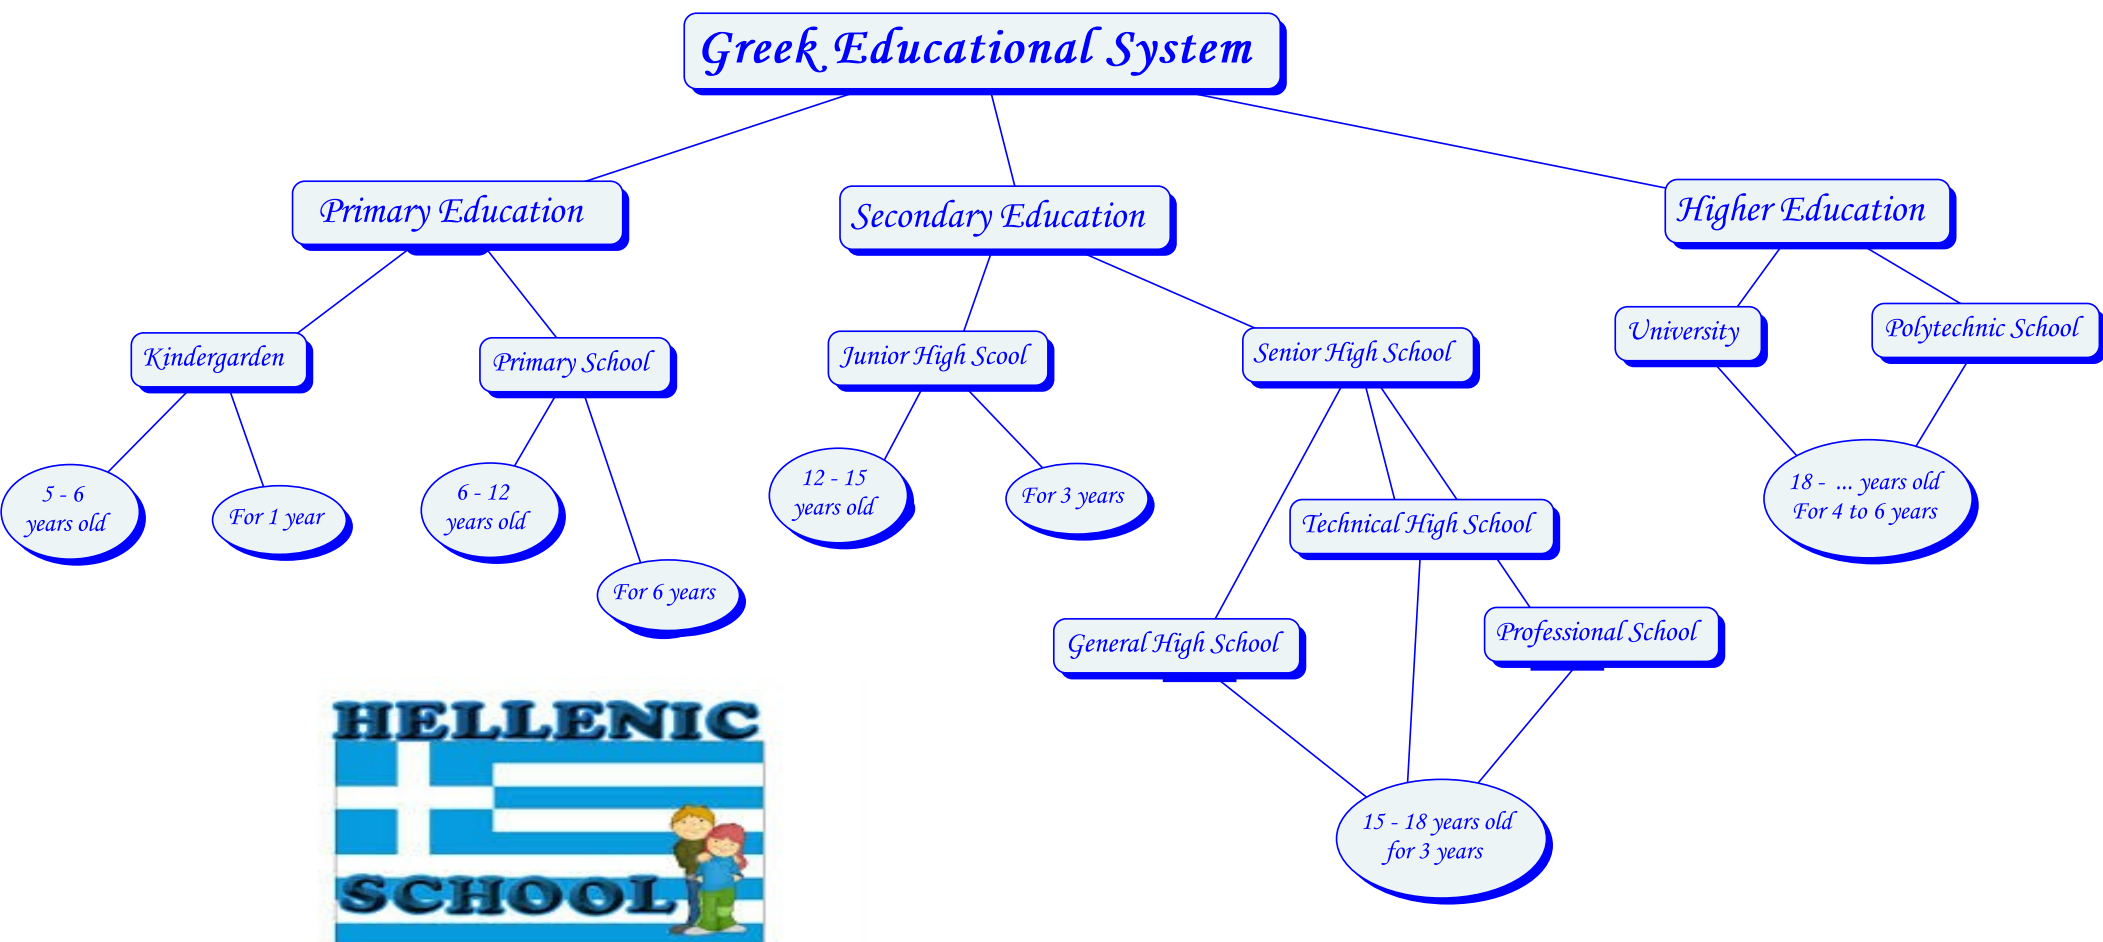 Greek Educational System
Primary Education
Secondary Education
Higher Education
Kindergarden
Primary School
Junior High Scool
Senior High School
University
Polytechnic School
5 - 6
years old
For 1 year
6 - 12
years old
For 6 years
12 - 15
years old
For 3 years
Technical High School
General High School
Professional School
15 - 18 years old
for 3 years
18 - ... years old
For 4 to 6 years
HELLENIC
SCHOOL